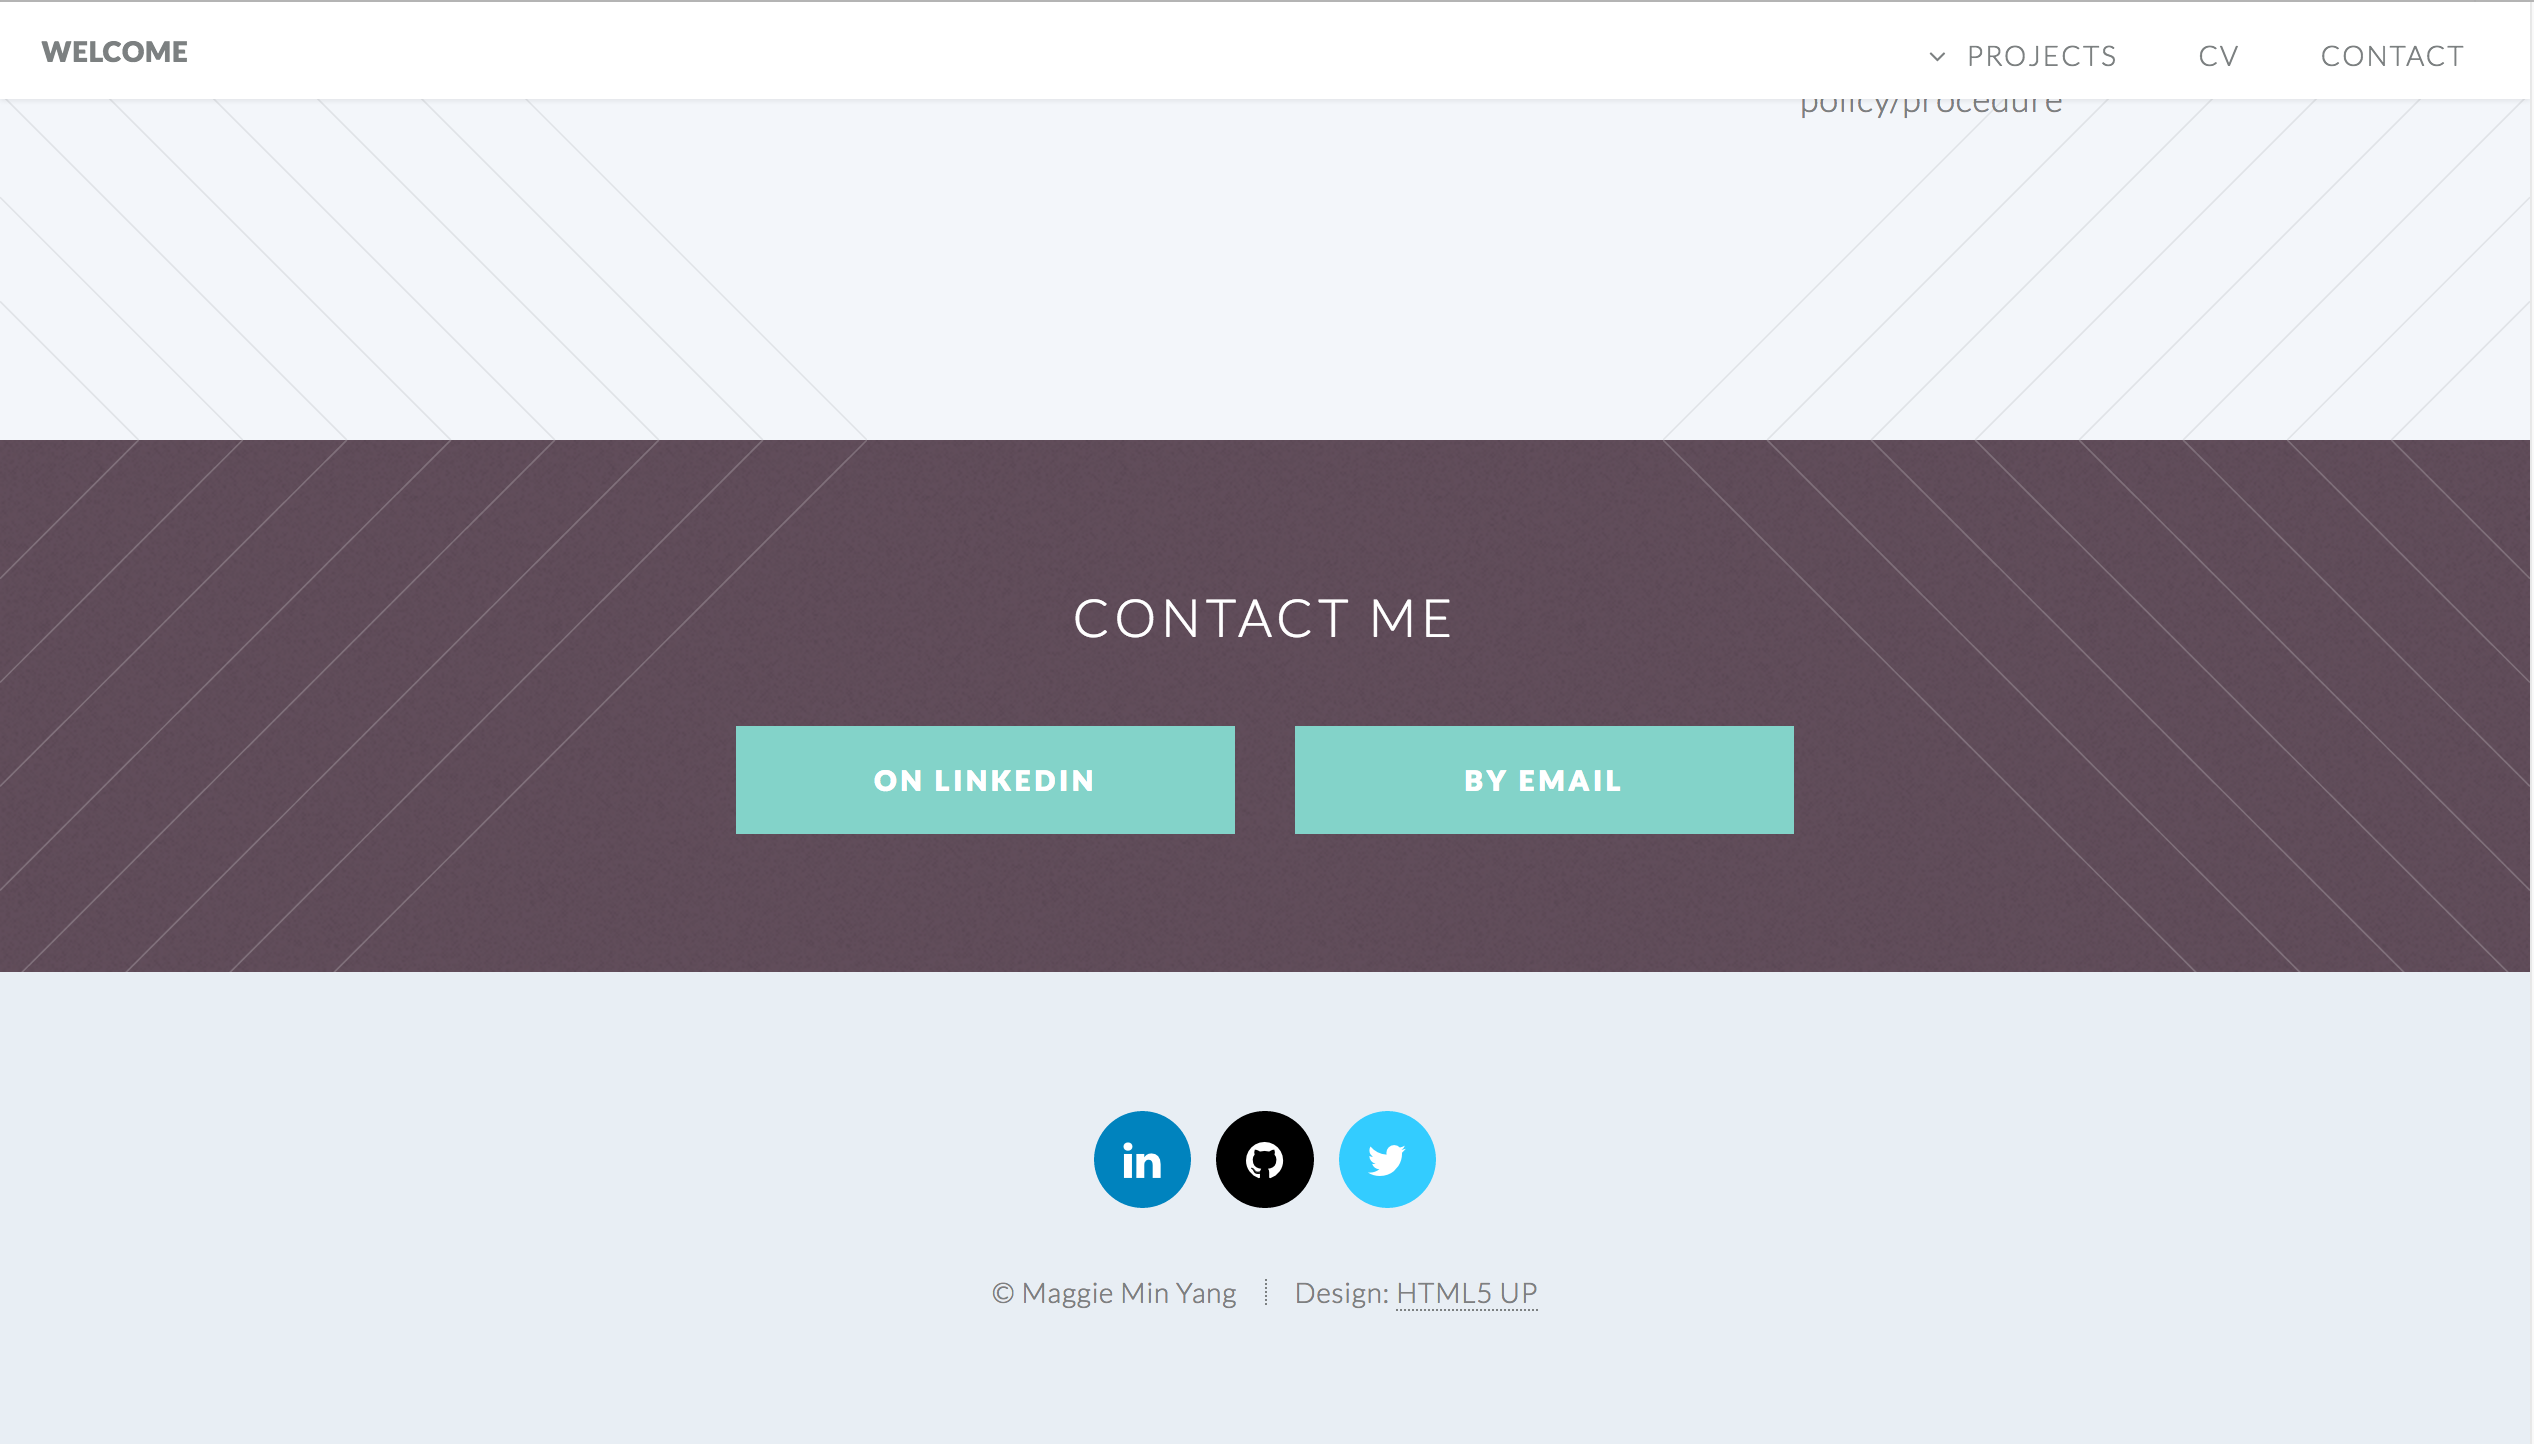 WELCOME
PROJECTS CV CONTACT
policy/procedure
CONTACT ME
ON LINKEDIN BY EMAIL
in
© Maggie Min Yang Design: HTML5 UP